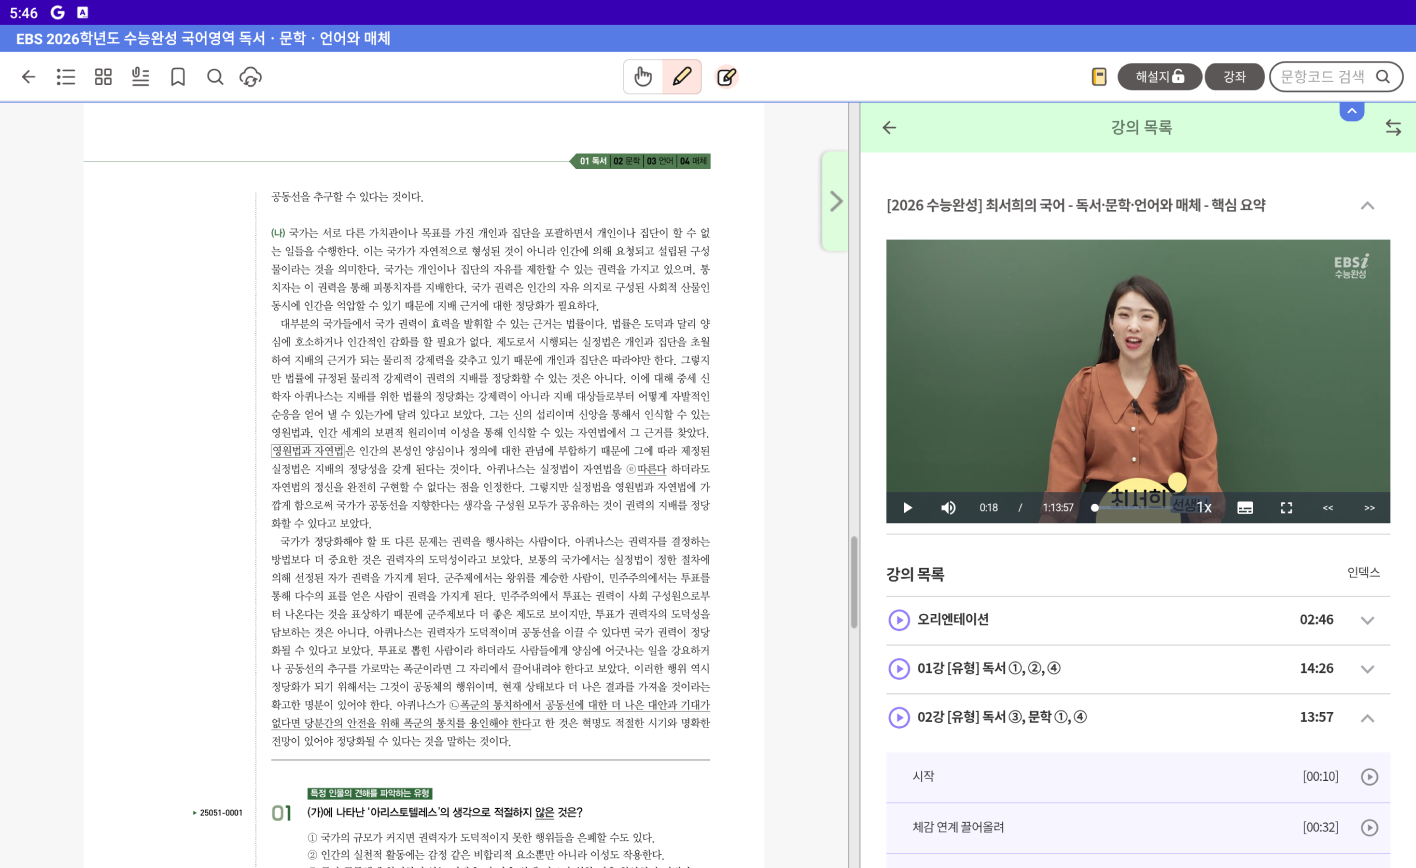 5:46 G A
EBS 2026학년도 수능완성 국어영역 독서 · 문학 · 언어와 매체
해설지
강좌
문항코드 검색
01 독서 02 문학 03 언어 04 매체
공동선을 추구할 수 있다는 것이다.
(나) 국가는 서로 다른 가치관이나 목표를 가진 개인과 집단을 포괄하면서 개인이나 집단이 할 수 없
는 일들을 수행한다. 이는 국가가 자연적으로 형성된 것이 아니라 인간에 의해 요청되고 설립된 구성
물이라는 것을 의미한다. 국가는 개인이나 집단의 자유를 제한할 수 있는 권력을 가지고 있으며, 통
치자는 이 권력을 통해 피통치자를 지배한다. 국가 권력은 인간의 자유 의지로 구성된 사회적 산물인
동시에 인간을 억압할 수 있기 때문에 지배 근거에 대한 정당화가 필요하다.
대부분의 국가들에서 국가 권력이 효력을 발휘할 수 있는 근거는 법률이다. 법률은 도덕과 달리 양
심에 호소하거나 인간적인 감화를 할 필요가 없다. 제도로서 시행되는 실정법은 개인과 집단을 초월
하여 지배의 근거가 되는 물리적 강제력을 갖추고 있기 때문에 개인과 집단은 따라야만 한다. 그렇지
만 법률에 규정된 물리적 강제력이 권력의 지배를 정당화할 수 있는 것은 아니다. 이에 대해 중세 신
학자 아퀴나스는 지배를 위한 법률의 정당화는 강제력이 아니라 지배 대상들로부터 어떻게 자발적인
순응을 얻어 낼 수 있는가에 달려 있다고 보았다. 그는 신의 섭리이며 신앙을 통해서 인식할 수 있는
영원법과, 인간 세계의 보편적 원리이며 이성을 통해 인식할 수 있는 자연법에서 그 근거를 찾았다.
영원법과 자연법은 인간의 본성인 양심이나 정의에 대한 관념에 부합하기 때문에 그에 따라 제정된
실정법은 지배의 정당성을 갖게 된다는 것이다. 아퀴나스는 실정법이 자연법을 ⓒ따른다 하더라도
자연법의 정신을 완전히 구현할 수 없다는 점을 인정한다. 그렇지만 실정법을 영원법과 자연법에 가
깝게 함으로써 국가가 공동선을 지향한다는 생각을 구성원 모두가 공유하는 것이 권력의 지배를 정당
화할 수 있다고 보았다.
국가가 정당화해야 할 또 다른 문제는 권력을 행사하는 사람이다. 아퀴나스는 권력자를 결정하는
방법보다 더 중요한 것은 권력자의 도덕성이라고 보았다. 보통의 국가에서는 실정법이 정한 절차에
의해 선정된 자가 권력을 가지게 된다. 군주제에서는 왕위를 계승한 사람이, 민주주의에서는 투표를
통해 다수의 표를 얻은 사람이 권력을 가지게 된다. 민주주의에서 투표는 권력이 사회 구성원으로부
터 나온다는 것을 표상하기 때문에 군주제보다 더 좋은 제도로 보이지만, 투표가 권력자의 도덕성을
담보하는 것은 아니다. 아퀴나스는 권력자가 도덕적이며 공동선을 이끌 수 있다면 국가 권력이 정당
화될 수 있다고 보았다. 투표로 뽑힌 사람이라 하더라도 사람들에게 양심에 어긋나는 일을 강요하거
나 공동선의 추구를 가로막는 폭군이라면 그 자리에서 끌어내려야 한다고 보았다. 이러한 행위 역시
정당화가 되기 위해서는 그것이 공동체의 행위이며, 현재 상태보다 더 나은 결과를 가져올 것이라는
확고한 명분이 있어야 한다. 아퀴나스가 ㉡폭군의 통치하에서 공동선에 대한 더 나은 대안과 기대가
없다면 당분간의 안전을 위해 폭군의 통치를 용인해야 한다고 한 것은 혁명도 적절한 시기와 명확한
전망이 있어야 정당화될 수 있다는 것을 말하는 것이다.
특정 인물의 견해를 파악하는 유형
▸ 25051-0001
01 (가)에 나타난 ‘아리스토텔레스’의 생각으로 적절하지 않은 것은?
① 국가의 규모가 커지면 권력자가 도덕적이지 못한 행위들을 은폐할 수도 있다.
② 인간의 실천적 활동에는 감정 같은 비합리적 요소뿐만 아니라 이성도 작용한다.
강의 목록
[2026 수능완성] 최서희의 국어 - 독서·문학·언어와 매체 - 핵심 요약
EBSi
수능완성
최서희 선생님
0:18 / 1:13:57 1x << >>
강의 목록
인덱스
오리엔테이션 02:46
01강 [유형] 독서 ①, ②, ④ 14:26
02강 [유형] 독서 ③, 문학 ①, ④ 13:57
시작 [00:10]
체감 연계 끌어올려 [00:32]